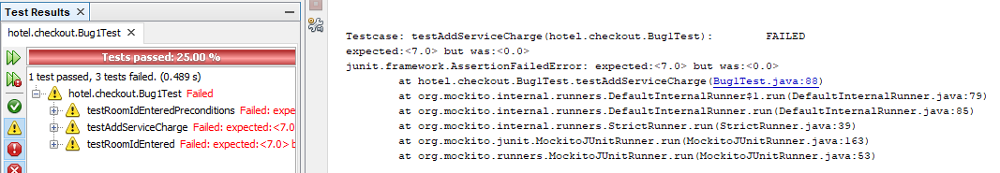 Test Results
hotel.checkout.Bug1Test
Tests passed: 25.00 %
1 test passed, 3 tests failed. (0.489 s)
hotel.checkout.Bug1Test Failed
testRoomIdEnteredPreconditions Failed: expe
testAddServiceCharge Failed: expected:<7.0
testRoomIdEntered Failed: expected:<7.0> b
Testcase: testAddServiceCharge(hotel.checkout.Bug1Test): FAILED
expected:<7.0> but was:<0.0>
junit.framework.AssertionFailedError: expected:<7.0> but was:<0.0>
at hotel.checkout.Bug1Test.testAddServiceCharge(Bug1Test.java:88)
at org.mockito.internal.runners.DefaultInternalRunner$1.run(DefaultInternalRunner.java:79)
at org.mockito.internal.runners.DefaultInternalRunner.run(DefaultInternalRunner.java:85)
at org.mockito.internal.runners.StrictRunner.run(StrictRunner.java:39)
at org.mockito.junit.MockitoJUnitRunner.run(MockitoJUnitRunner.java:163)
at org.mockito.runners.MockitoJUnitRunner.run(MockitoJUnitRunner.java:53)